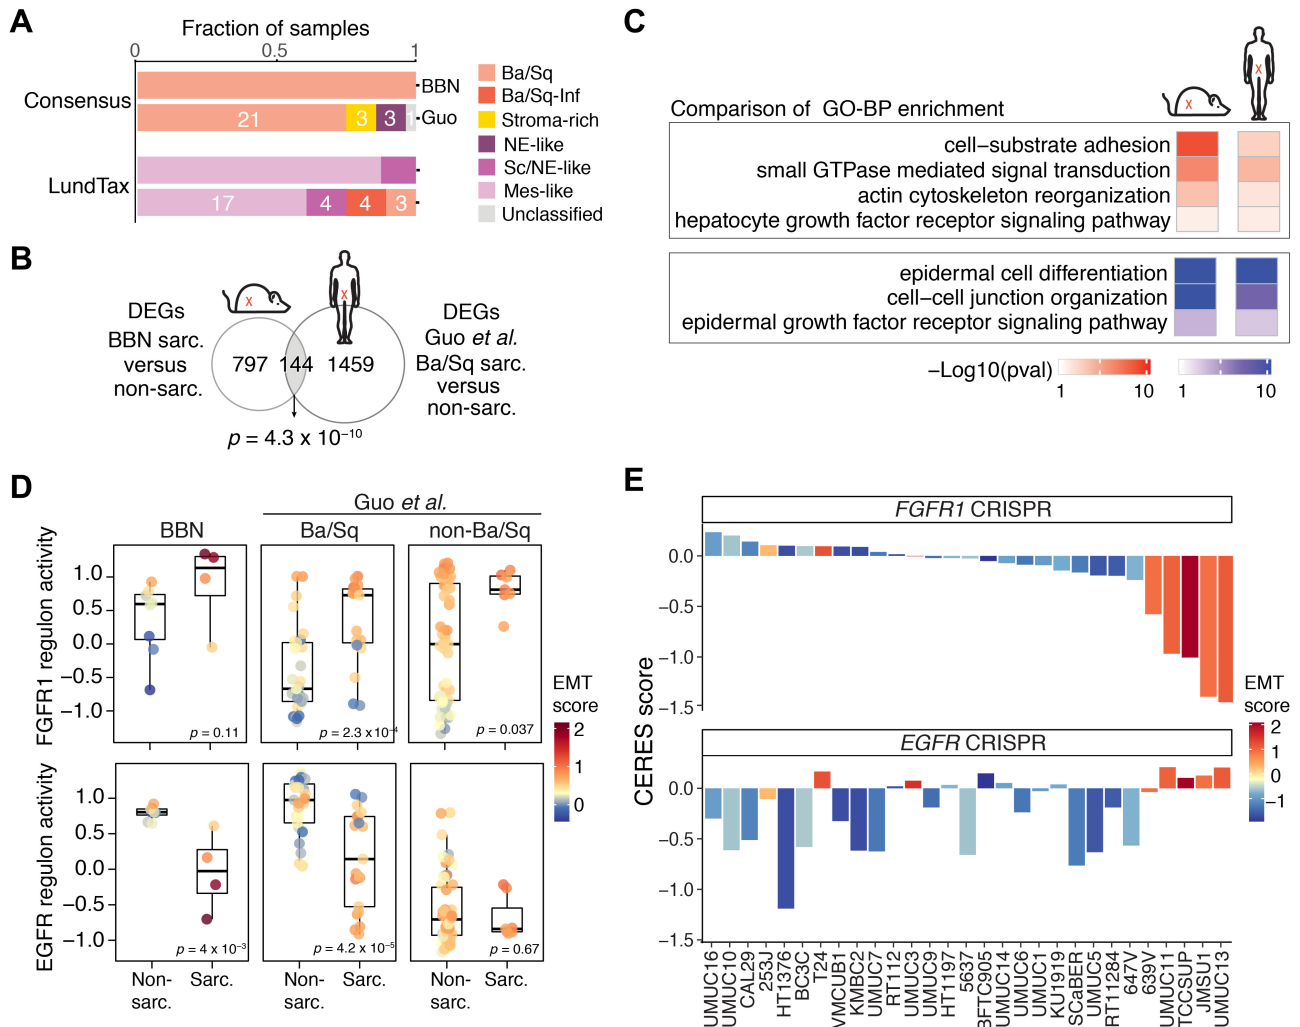 A
Fraction of samples
0
0.5
1
Consensus
BBN
21
3
3
1
Guo
LundTax
17
4
4
3
Ba/Sq
Ba/Sq-Inf
Stroma-rich
NE-like
Sc/NE-like
Mes-like
Unclassified
B
DEGs
BBN sarc.
versus
non-sarc.
X
X
797
144
1459
DEGs
Guo et al.
Ba/Sq sarc.
versus
non-sarc.
p = 4.3 x 10−10
C
Comparison of GO-BP enrichment
X
X
cell−substrate adhesion
small GTPase mediated signal transduction
actin cytoskeleton reorganization
hepatocyte growth factor receptor signaling pathway
epidermal cell differentiation
cell−cell junction organization
epidermal growth factor receptor signaling pathway
−Log10(pval)
1
10
1
10
D
Guo et al.
BBN
Ba/Sq
non-Ba/Sq
FGFR1 regulon activity
1.0
0.5
0.0
−0.5
−1.0
p = 0.11
p = 2.3 x 10−4
p = 0.037
EGFR regulon activity
1.0
0.5
0.0
−0.5
−1.0
p = 4 x 10−3
p = 4.2 x 10−5
p = 0.67
Non-
sarc.
Sarc.
Non-
sarc.
Sarc.
Non-
sarc.
Sarc.
EMT
score
2
1
0
E
FGFR1 CRISPR
0.0
−0.5
−1.0
−1.5
CERES score
EGFR CRISPR
0.0
−0.5
−1.0
−1.5
UMUC16
UMUC10
CAL29
253J
HT1376
BC3C
T24
VMCUB1
KMBC2
UMUC7
RT112
UMUC3
UMUC9
HT1197
5637
BFTC905
UMUC14
UMUC6
UMUC1
KU1919
SCaBER
UMUC5
RT11284
647V
639V
UMUC11
TCCSUP
JMSU1
UMUC13
EMT
score
2
1
0
−1